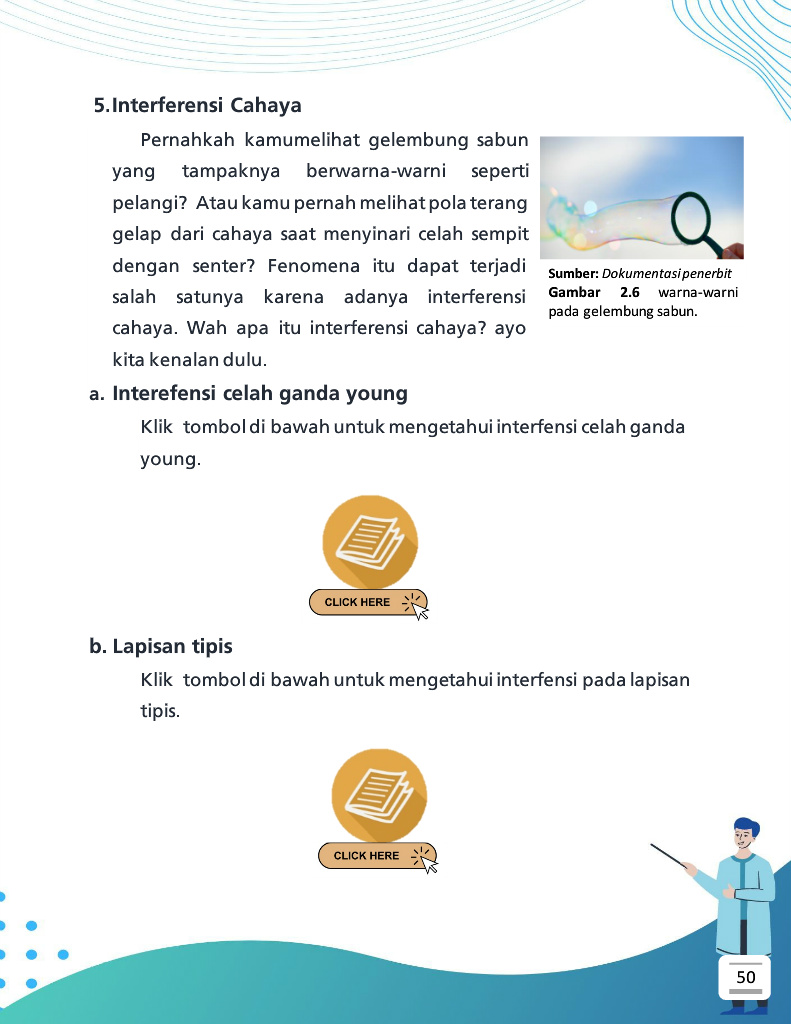 5.Interferensi Cahaya
Pernahkah kamumelihat gelembung sabun
yang tampaknya berwarna-warni seperti
pelangi? Atau kamu pernah melihat pola terang
gelap dari cahaya saat menyinari celah sempit
dengan senter? Fenomena itu dapat terjadi
salah satunya karena adanya interferensi
cahaya. Wah apa itu interferensi cahaya? ayo
kita kenalan dulu.
Sumber: Dokumentasi penerbit
Gambar 2.6 warna-warni
pada gelembung sabun.
a. Interefensi celah ganda young
Klik tombol di bawah untuk mengetahui interfensi celah ganda
young.
CLICK HERE
b. Lapisan tipis
Klik tombol di bawah untuk mengetahui interfensi pada lapisan
tipis.
CLICK HERE
50